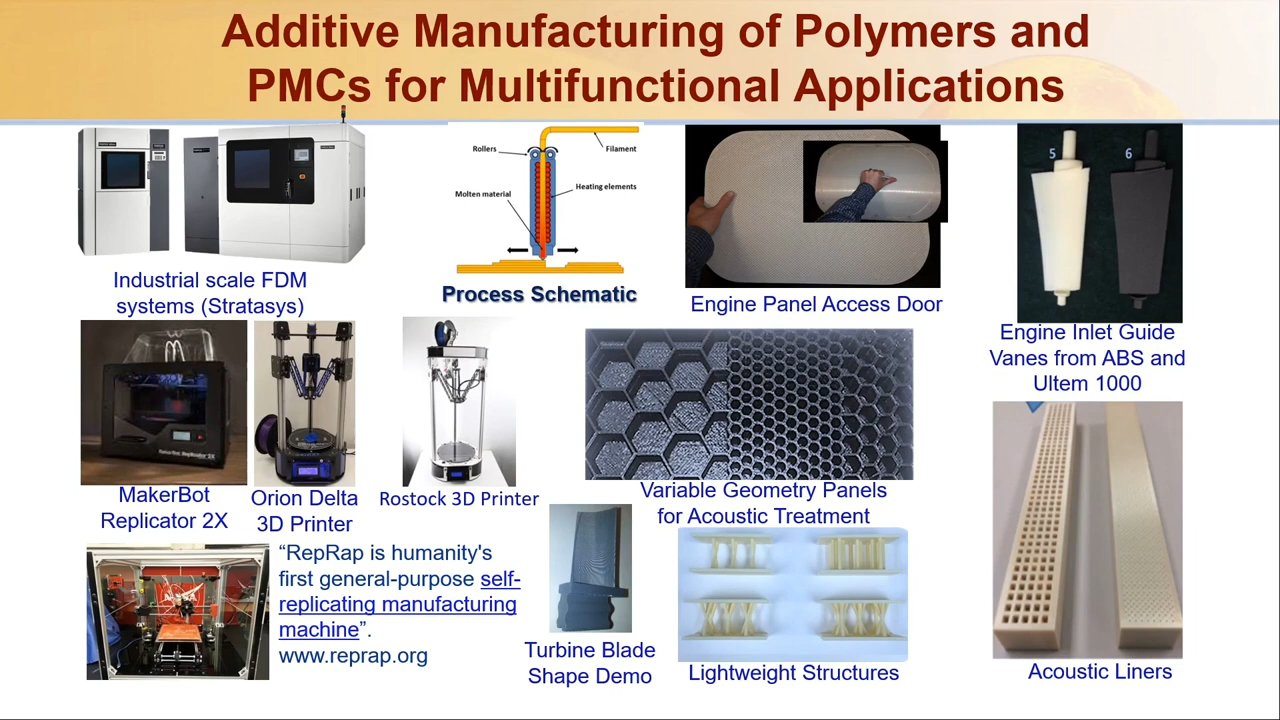 Additive Manufacturing of Polymers and
PMCs for Multifunctional Applications
Industrial scale FDM
systems (Stratasys)
Rollers
Filament
Heating elements
Molten material
Process Schematic
Engine Panel Access Door
5
6
Engine Inlet Guide
Vanes from ABS and
Ultem 1000
MakerBot
Replicator 2X
Orion Delta
3D Printer
Rostock 3D Printer
Variable Geometry Panels
for Acoustic Treatment
“RepRap is humanity's
first general-purpose self-
replicating manufacturing
machine”.
www.reprap.org
Turbine Blade
Shape Demo
Lightweight Structures
Acoustic Liners